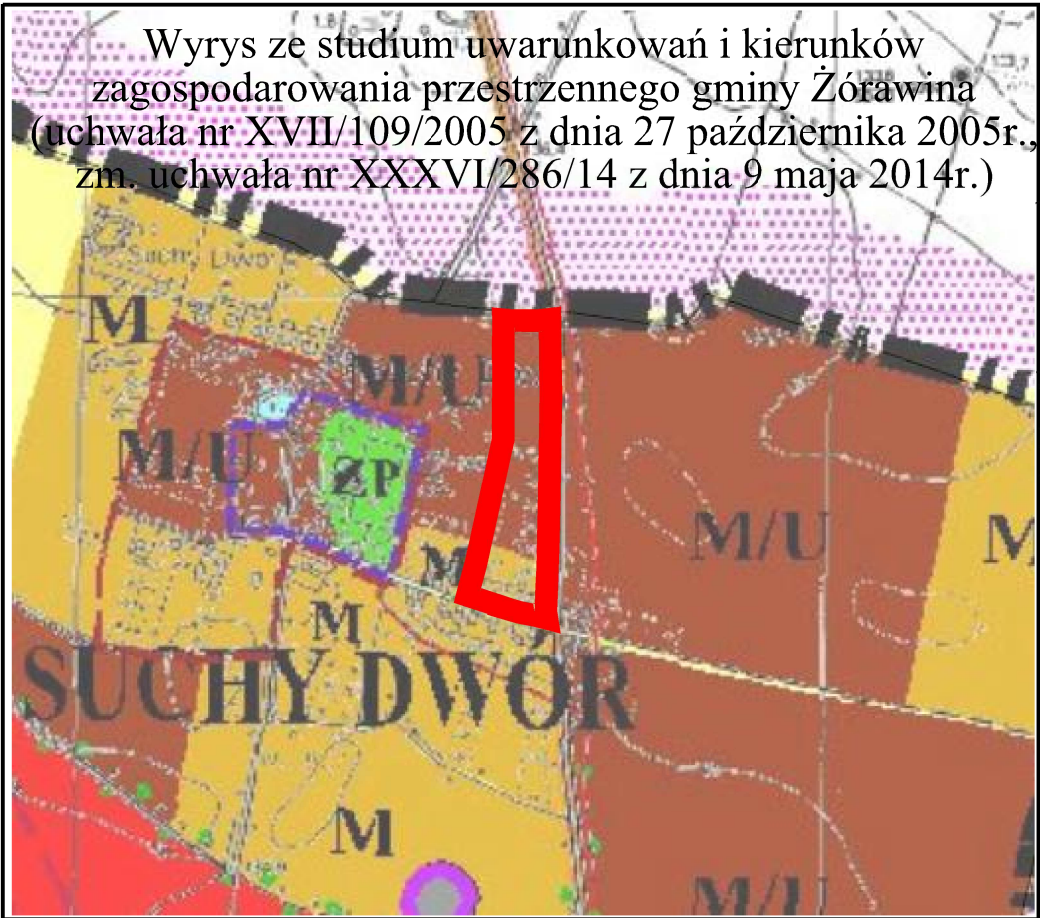 Wyrys ze studium uwarunkowań i kierunków
zagospodarowania przestrzennego gminy Żórawina
(uchwała nr XVII/109/2005 z dnia 27 października 2005r.,
zm. uchwała nr XXXVI/286/14 z dnia 9 maja 2014r.)
M
M/U
M/U
ZP
M/U
M
M
M
SUCHY DWÓR
M
M/U